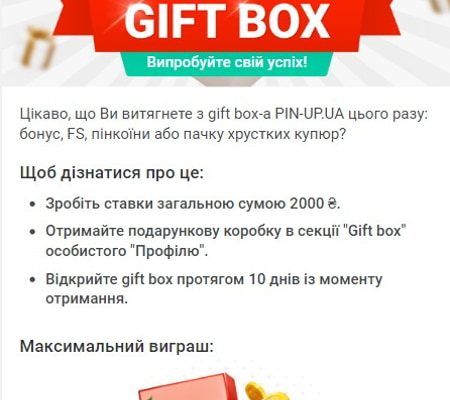 GIFT BOX
Випробуйте свій успіх!
Цікаво, що Ви витягнете з gift box-а PIN-UP.UA цього разу:
бонус, FS, пінкоїни або пачку хрустких купюр?
Щоб дізнатися про це:
• Зробіть ставки загальною сумою 2000 ₴.
• Отримайте подарункову коробку в секції "Gift box"
особистого "Профілю".
• Відкрийте gift box протягом 10 днів із моменту
отримання.
Максимальний виграш: